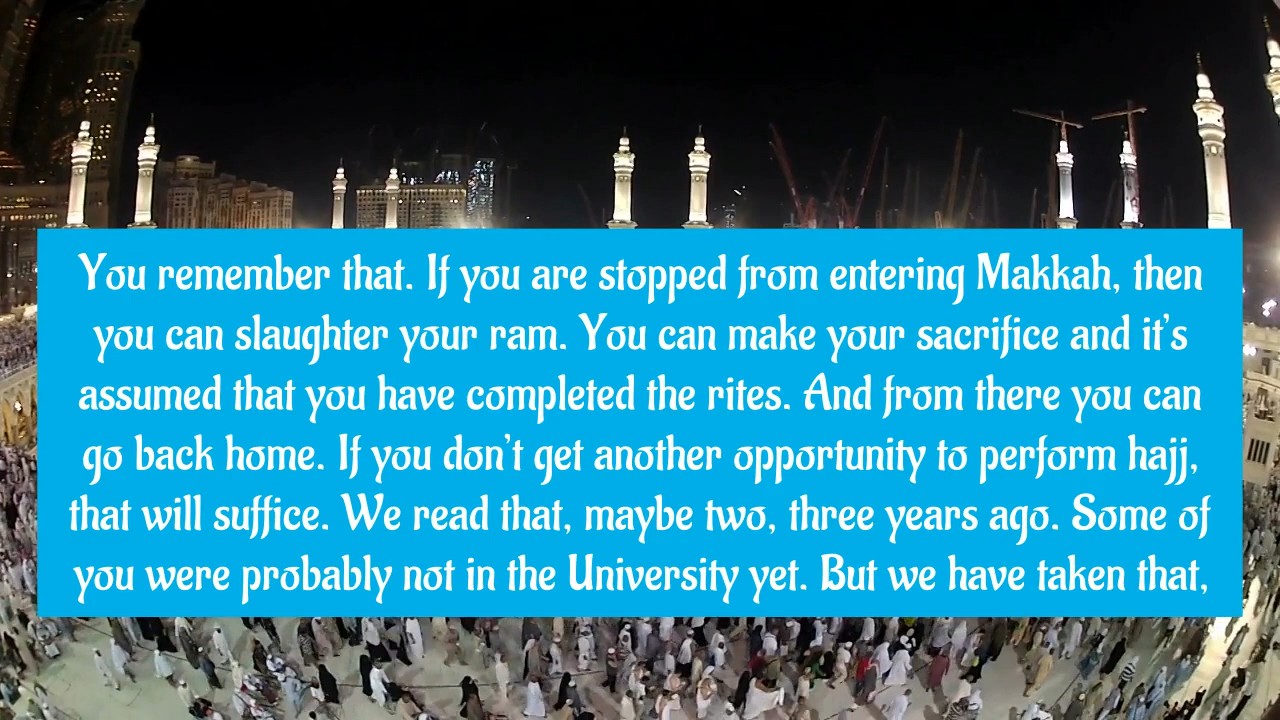 You remember that. If you are stopped from entering Makkah, then
you can slaughter your ram. You can make your sacrifice and it's
assumed that you have completed the rites. And from there you can
go back home. If you don't get another opportunity to perform hajj,
that will suffice. We read that, maybe two, three years ago. Some of
you were probably not in the University yet. But we have taken that,